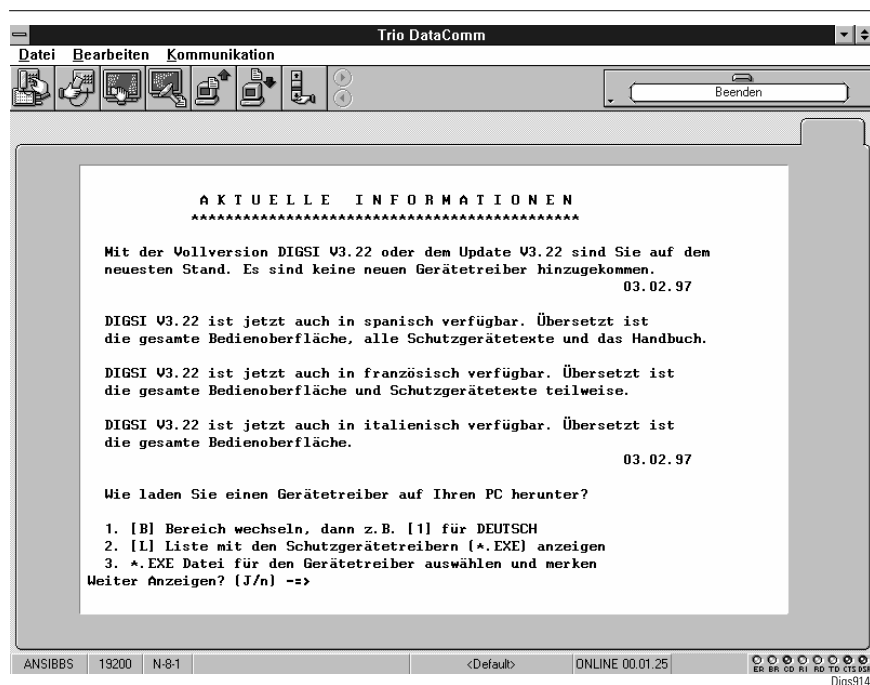 Trio DataComm
Datei Bearbeiten Kommunikation
Beenden
A K T U E L L E I N F O R M A T I O N E N
********************************************
Mit der Vollversion DIGSI V3.22 oder dem Update V3.22 sind Sie auf dem
neuesten Stand. Es sind keine neuen Gerätetreiber hinzugekommen.
03.02.97
DIGSI V3.22 ist jetzt auch in spanisch verfügbar. Übersetzt ist
die gesamte Bedienoberfläche, alle Schutzgerätetexte und das Handbuch.
DIGSI V3.22 ist jetzt auch in französisch verfügbar. Übersetzt ist
die gesamte Bedienoberfläche und Schutzgerätetexte teilweise.
DIGSI V3.22 ist jetzt auch in italienisch verfügbar. Übersetzt ist
die gesamte Bedienoberfläche.
03.02.97
Wie laden Sie einen Gerätetreiber auf Ihren PC herunter?
1. [B] Bereich wechseln, dann z.B. [1] für DEUTSCH
2. [L] Liste mit den Schutzgerätetreibern (*.EXE) anzeigen
3. *.EXE Datei für den Gerätetreiber auswählen und merken
Weiter Anzeigen? (J/n) -=>
ANSIBBS 19200 N-8-1 <Default> ONLINE 00.01.25 ER BR CD RI RD TD CTS DSR
Digs914